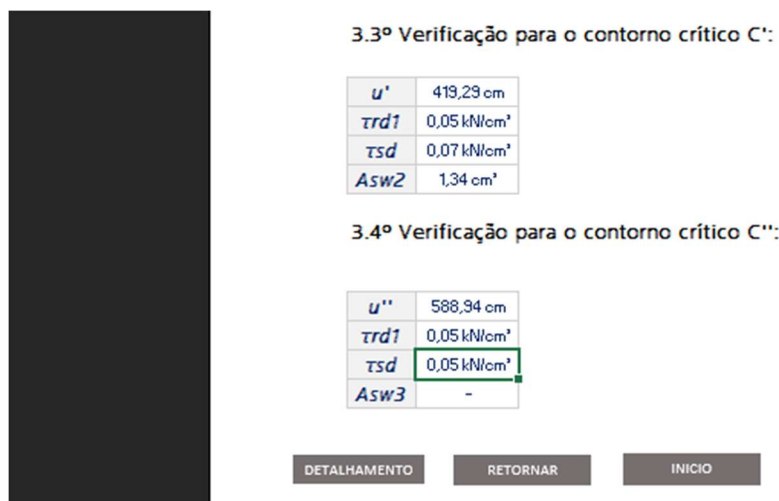 3.3º Verificação para o contorno crítico C':
u' 419,29 cm
τrd1 0,05 kN/cm²
τsd 0,07 kN/cm²
Asw2 1,34 cm²
3.4º Verificação para o contorno crítico C'':
u'' 588,94 cm
τrd1 0,05 kN/cm²
τsd 0,05 kN/cm²
Asw3 -
DETALHAMENTO RETORNAR INICIO